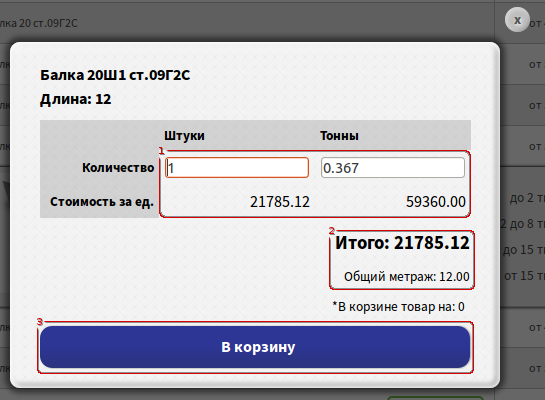 лка 20 ст.09Г2С
x
Балка 20Ш1 ст.09Г2С
Длина: 12
Штуки Тонны
1
Количество 1 0.367
Стоимость за ед. 21785.12 59360.00
2
Итого: 21785.12
Общий метраж: 12.00
*В корзине товар на: 0
3
В корзину
от
от
от
от
до 2 т
2 до 8 т
до 15 т
от 15 т
от
от